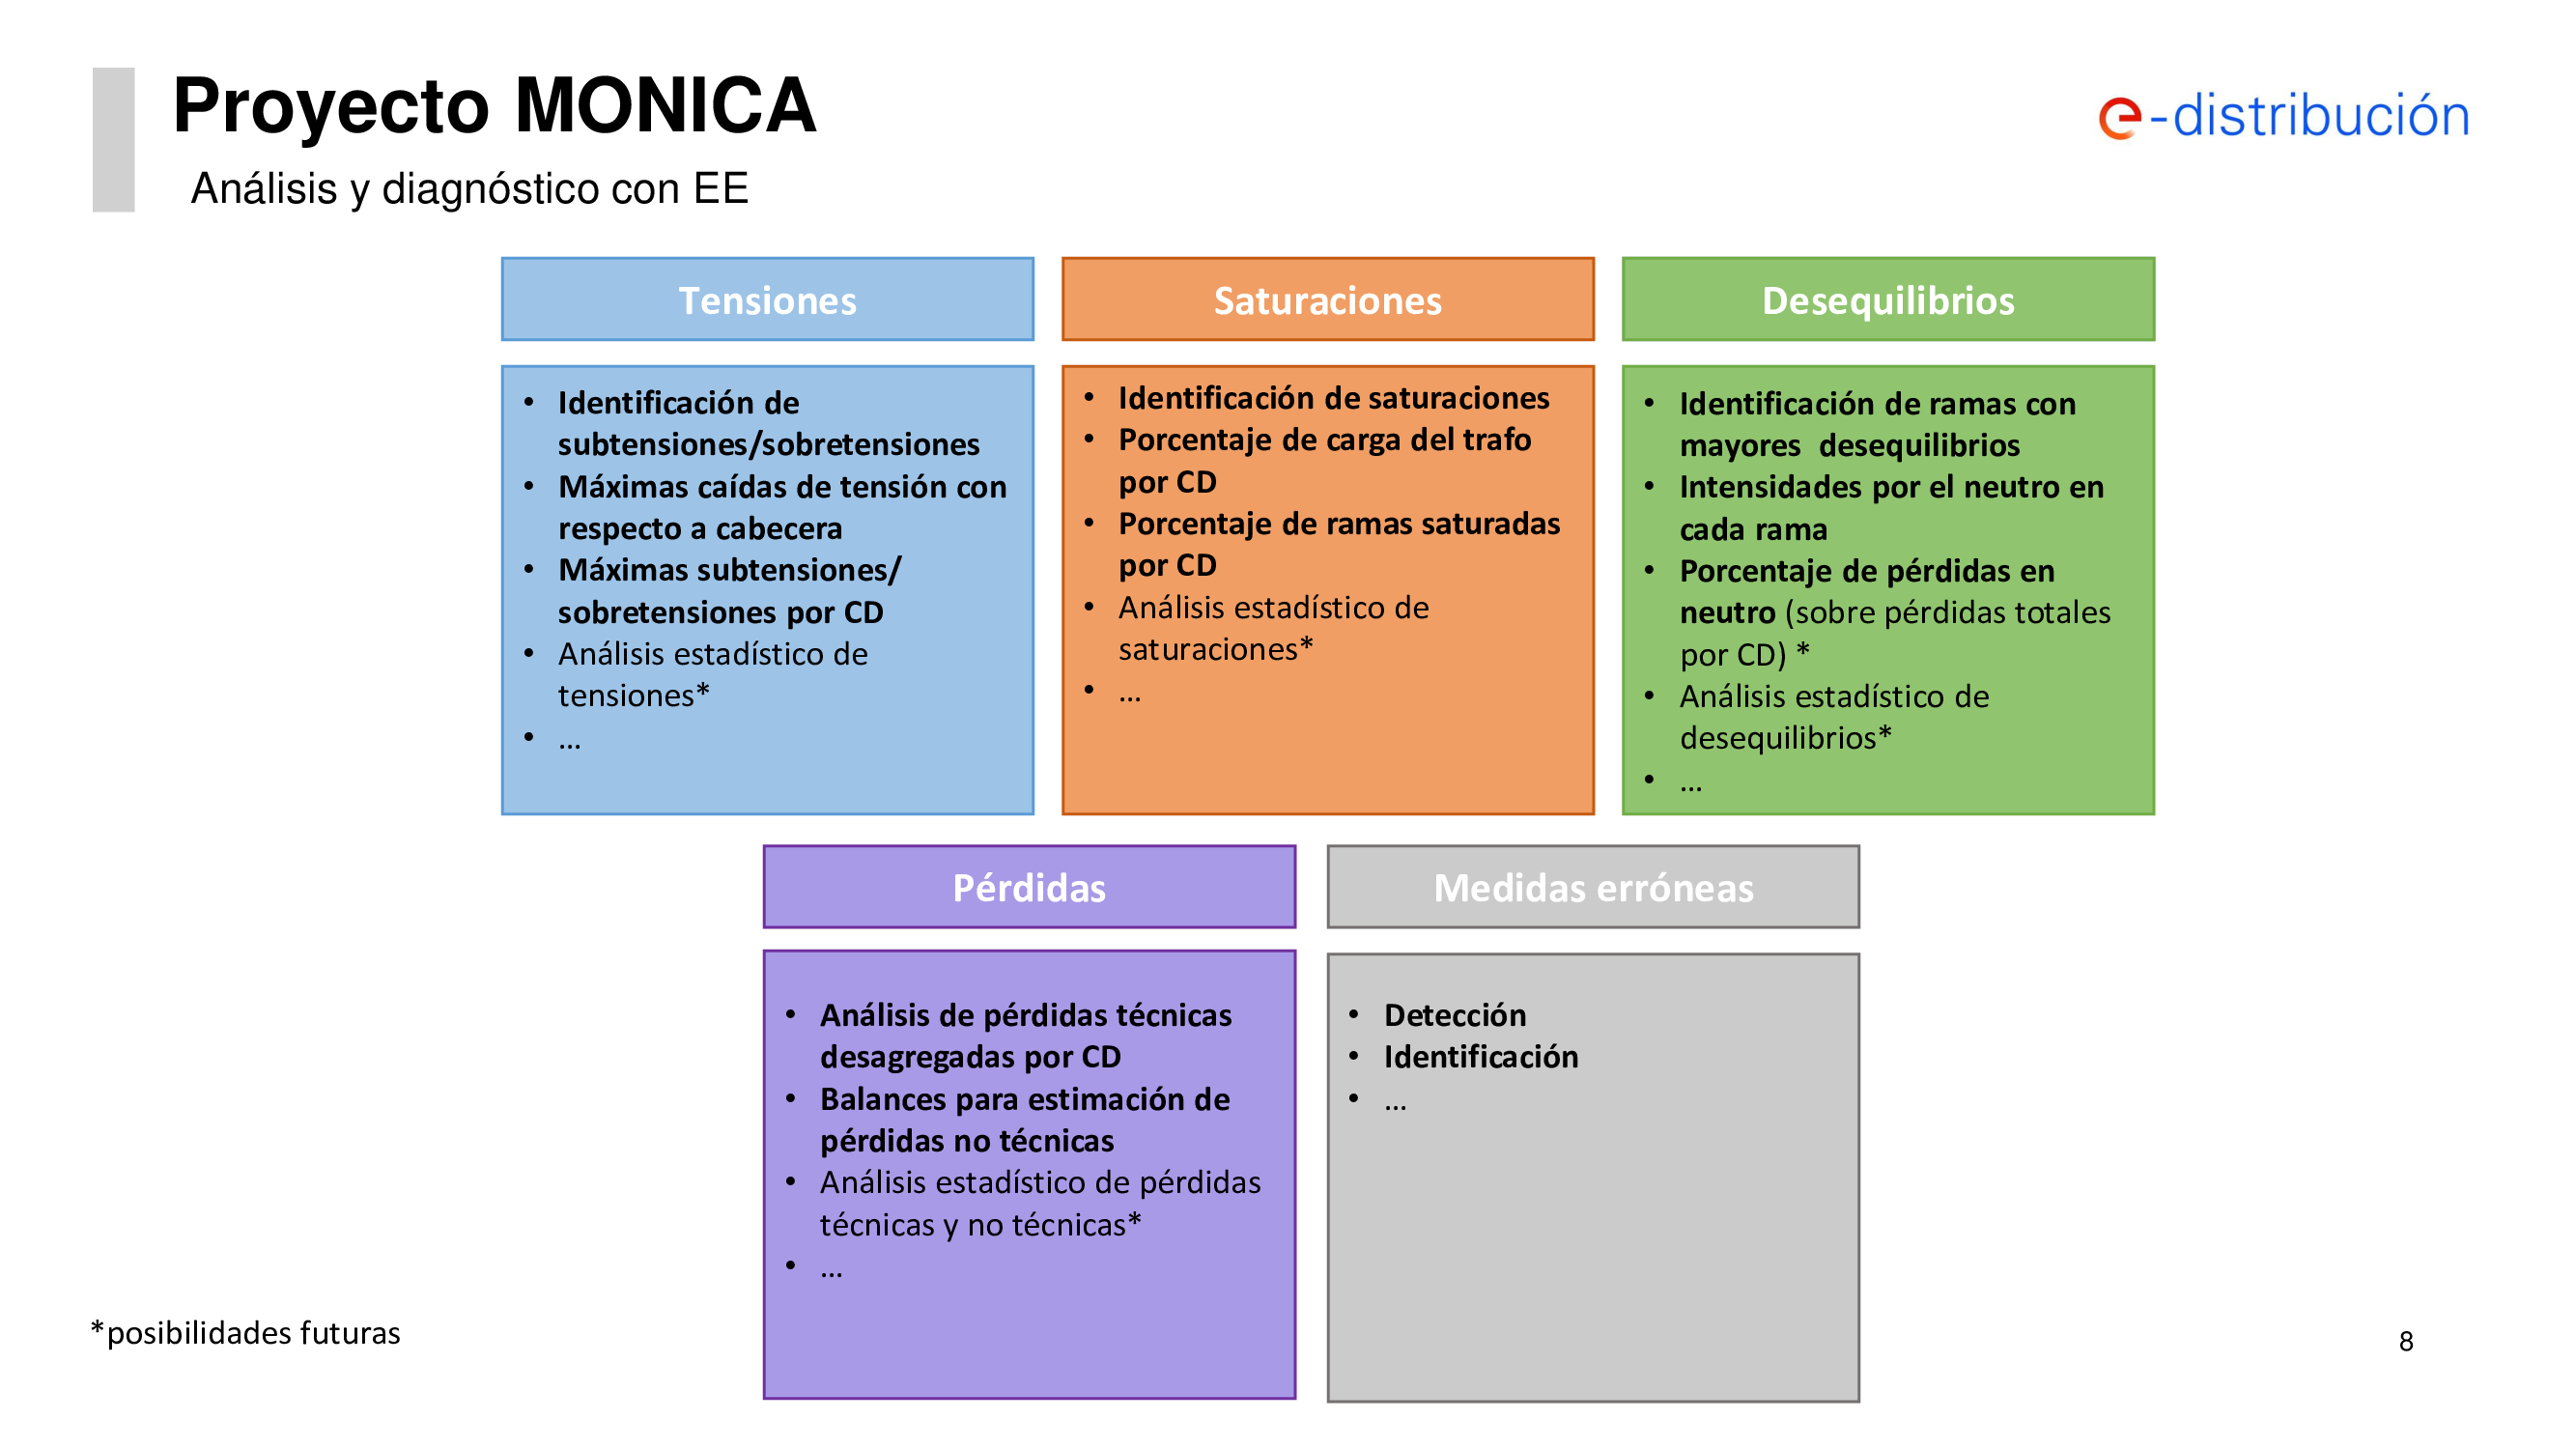 Proyecto MONICA
Análisis y diagnóstico con EE
e-distribución
Tensiones
• Identificación de
subtensiones/sobretensiones
• Máximas caídas de tensión con
respecto a cabecera
• Máximas subtensiones/
sobretensiones por CD
• Análisis estadístico de
tensiones*
• ...
Saturaciones
• Identificación de saturaciones
• Porcentaje de carga del trafo
por CD
• Porcentaje de ramas saturadas
por CD
• Análisis estadístico de
saturaciones*
• ...
Desequilibrios
• Identificación de ramas con
mayores  desequilibrios
• Intensidades por el neutro en
cada rama
• Porcentaje de pérdidas en
neutro (sobre pérdidas totales
por CD) *
• Análisis estadístico de
desequilibrios*
• ...
Pérdidas
• Análisis de pérdidas técnicas
desagregadas por CD
• Balances para estimación de
pérdidas no técnicas
• Análisis estadístico de pérdidas
técnicas y no técnicas*
• ...
Medidas erróneas
• Detección
• Identificación
• ...
*posibilidades futuras
8